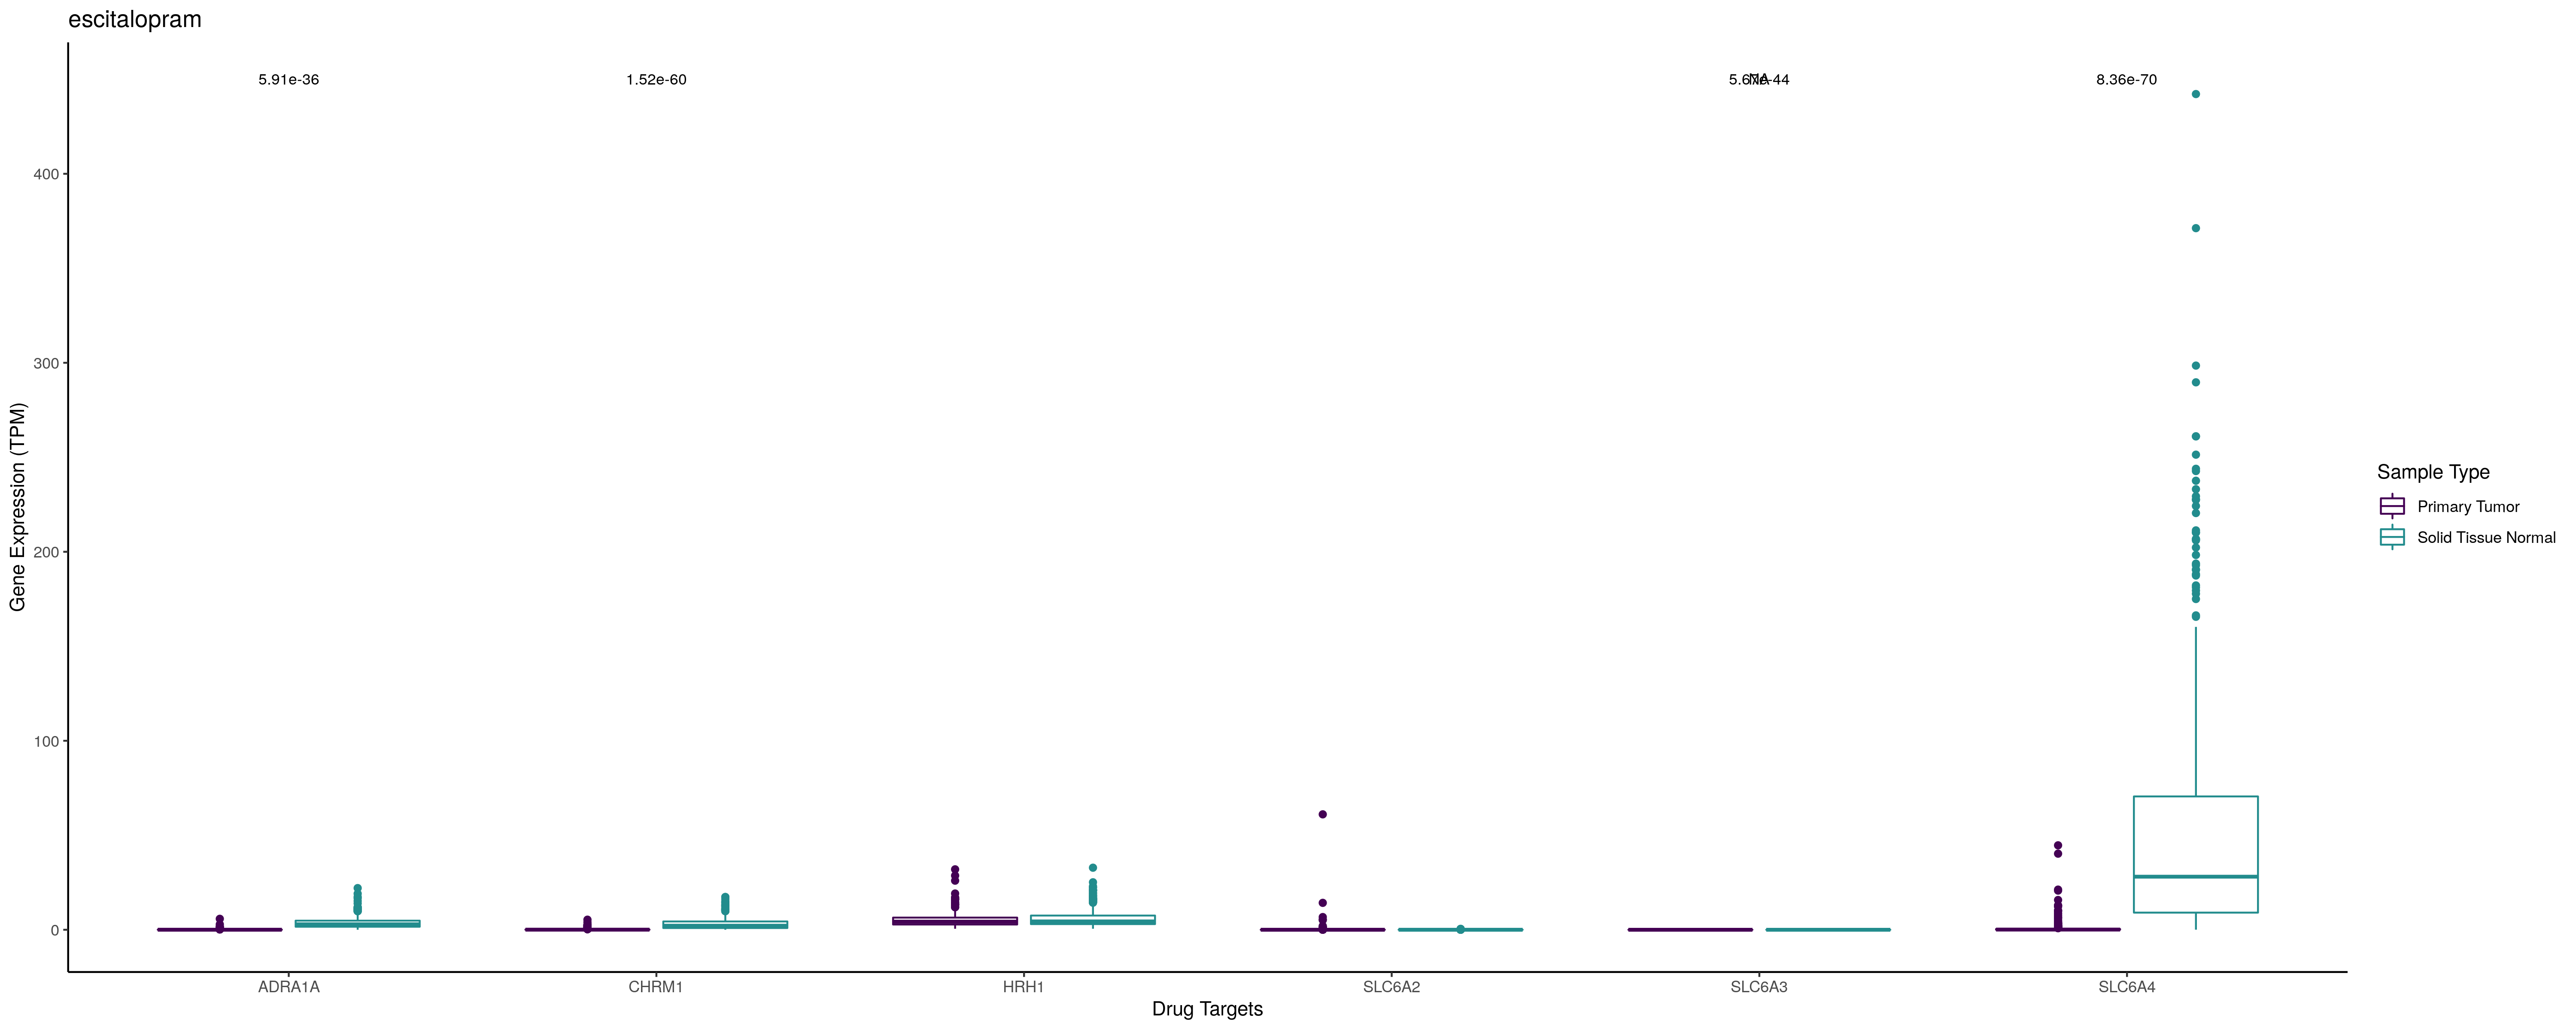 escitalopram
5.91e-36
1.52e-60
8.36e-70
400
300
200
100
0
Gene Expression (TPM)
ADRA1A
CHRM1
HRH1
SLC6A2
SLC6A3
SLC6A4
Drug Targets
Sample Type
Primary Tumor
Solid Tissue Normal